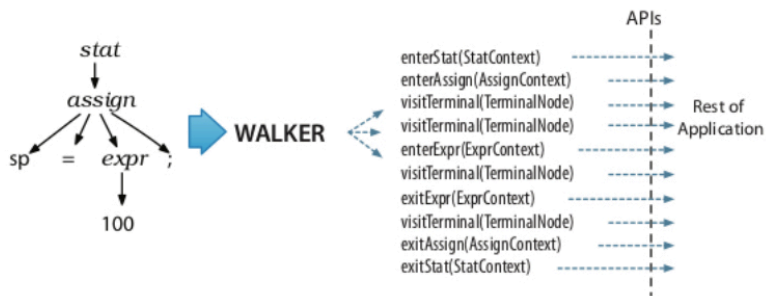 APIs
stat
assign
sp = expr ;
100
WALKER
enterStat(StatContext)
enterAssign(AssignContext)
visitTerminal(TerminalNode)
visitTerminal(TerminalNode)
enterExpr(ExprContext)
visitTerminal(TerminalNode)
exitExpr(ExprContext)
visitTerminal(TerminalNode)
exitAssign(AssignContext)
exitStat(StatContext)
Rest of
Application